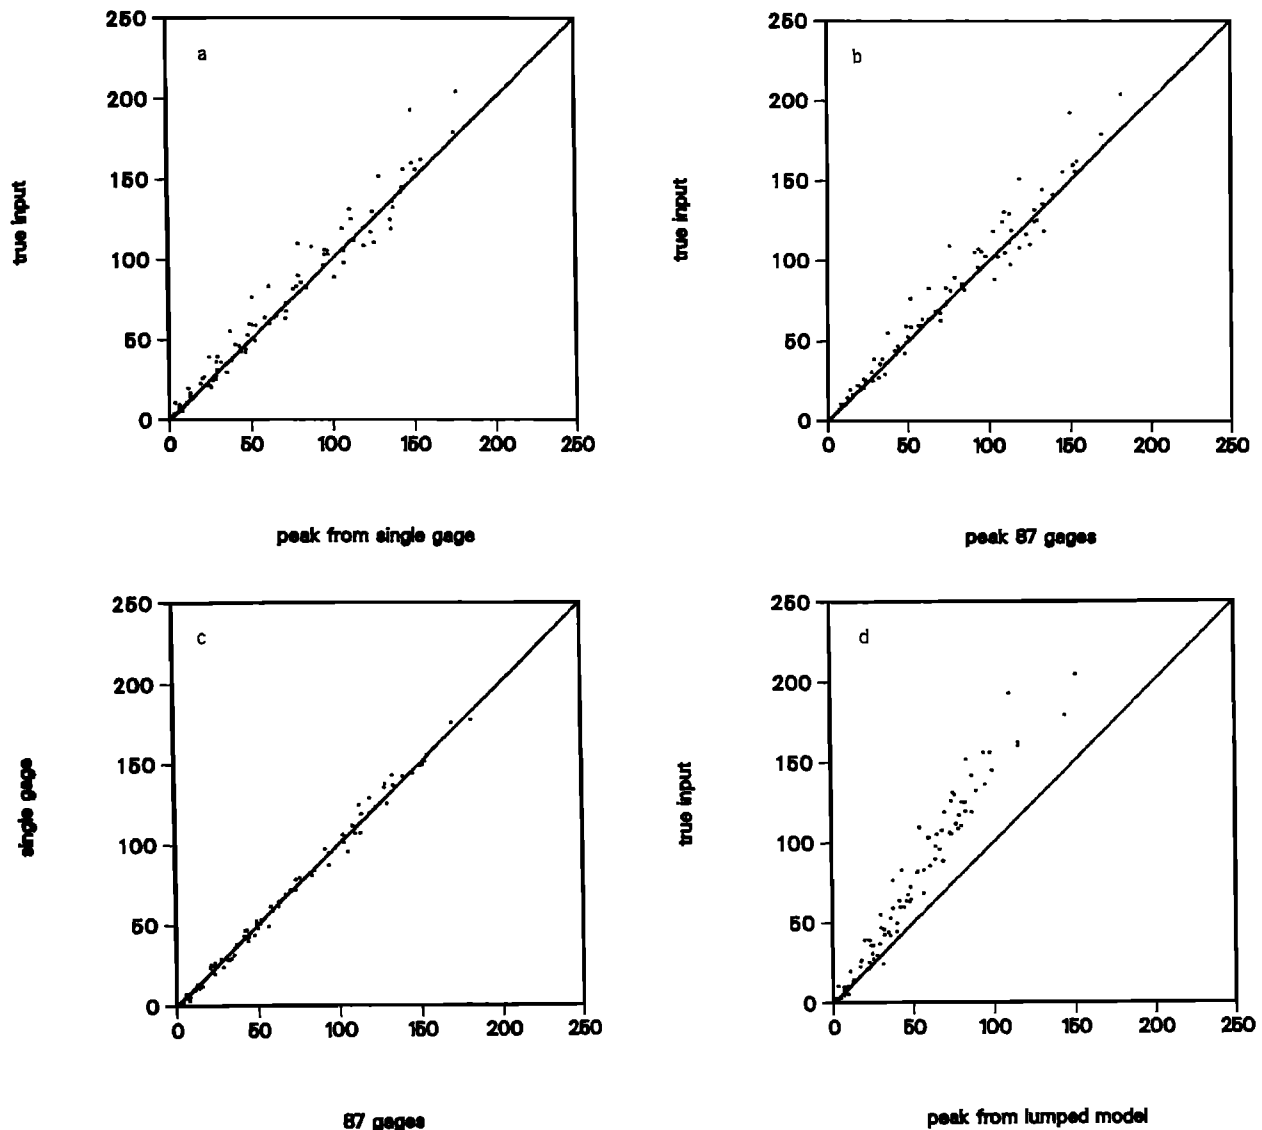 250
200
150
100
50
0
a
true input
0 50 100 150 200 250
peak from single gage
250
200
150
100
50
0
b
true input
0 50 100 150 200 250
peak 87 gages
250
200
150
100
50
0
c
single gage
0 50 100 150 200 250
87 gages
250
200
150
100
50
0
d
true input
0 50 100 150 200 250
peak from lumped model